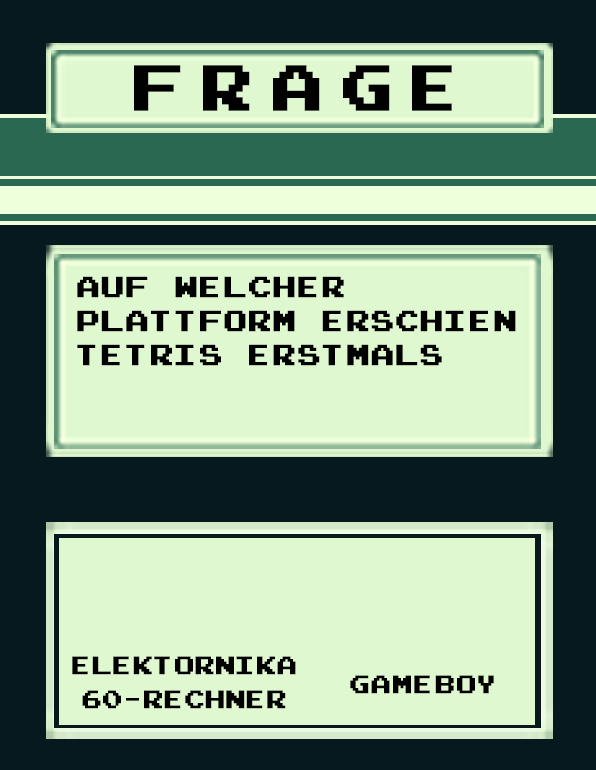 FRAGE
AUF WELCHER
PLATTFORM ERSCHIEN
TETRIS ERSTMALS
ELEKTORNIKA
60-RECHNER
GAMEBOY